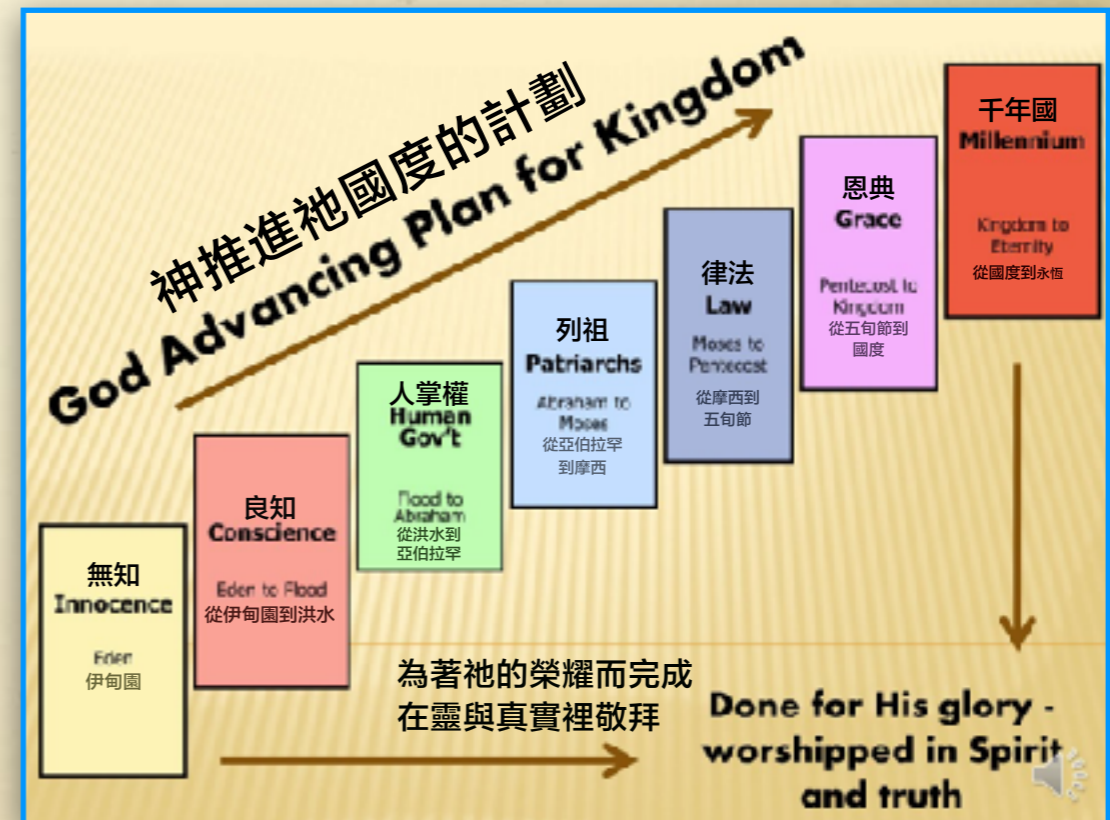 神推進祂國度的計劃
God Advancing Plan for Kingdom
無知
Innocence
Eden
伊甸園
良知
Conscience
Eden to Flood
從伊甸園到洪水
人掌權
Human
Gov't
Flood to
Abraham
從洪水到
亞伯拉罕
列祖
Patriarchs
Abraham to
Moses
從亞伯拉罕
到摩西
律法
Law
Moses to
Pentecost
從摩西到
五旬節
恩典
Grace
Pentecost to
Kingdom
從五旬節到
國度
千年國
Millennium
Kingdom to
Eternity
從國度到永恆
為著祂的榮耀而完成
在靈與真實裡敬拜
Done for His glory -
worshipped in Spirit
and truth